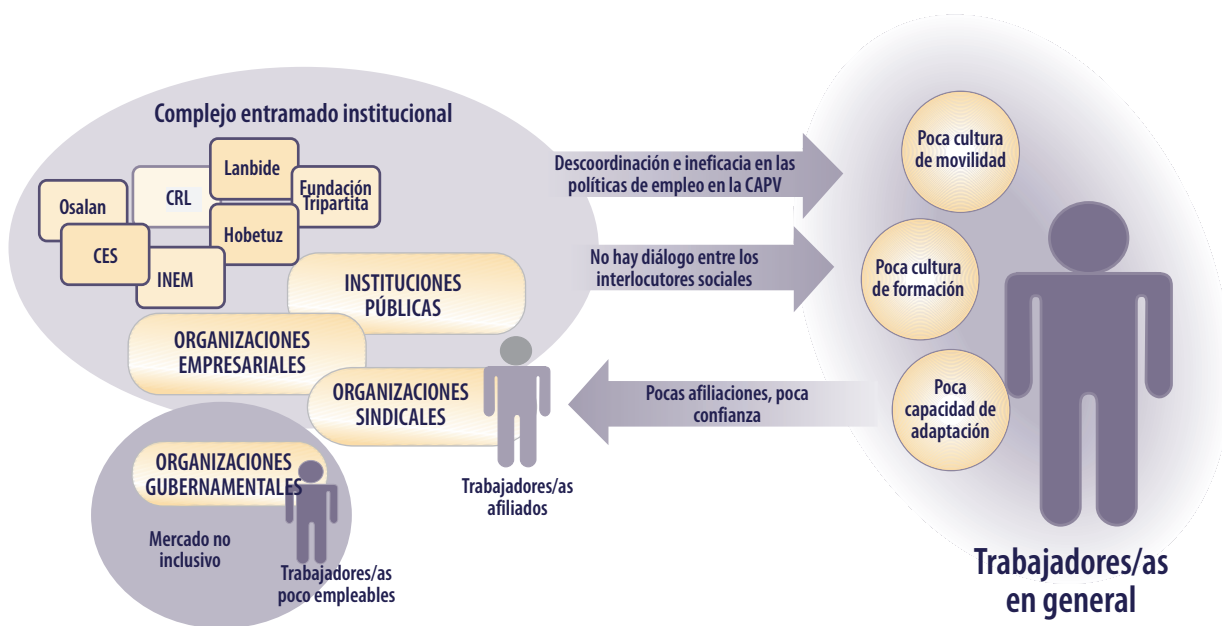 Complejo entramado institucional
Lanbide
CRL
Fundación
Tripartita
Osalan
Hobetuz
CES
INEM
INSTITUCIONES
PÚBLICAS
ORGANIZACIONES
EMPRESARIALES
ORGANIZACIONES
SINDICALES
Trabajadores/as
afiliados
ORGANIZACIONES
GUBERNAMENTALES
Mercado no
inclusivo
Trabajadores/as
poco empleables
Descoordinación e ineficacia en las
políticas de empleo en la CAPV
No hay diálogo entre los
interlocutores sociales
Pocas afiliaciones, poca
confianza
Poca cultura
de movilidad
Poca cultura
de formación
Poca
capacidad de
adaptación
Trabajadores/as
en general